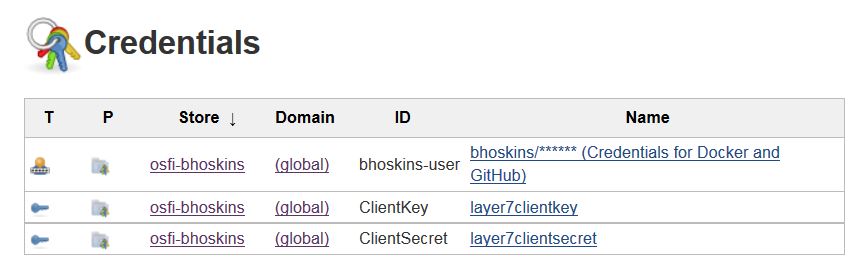 Credentials
T P Store ↓ Domain ID Name
osfi-bhoskins (global) bhoskins-user bhoskins/****** (Credentials for Docker and
GitHub)
osfi-bhoskins (global) ClientKey layer7clientkey
osfi-bhoskins (global) ClientSecret layer7clientsecret